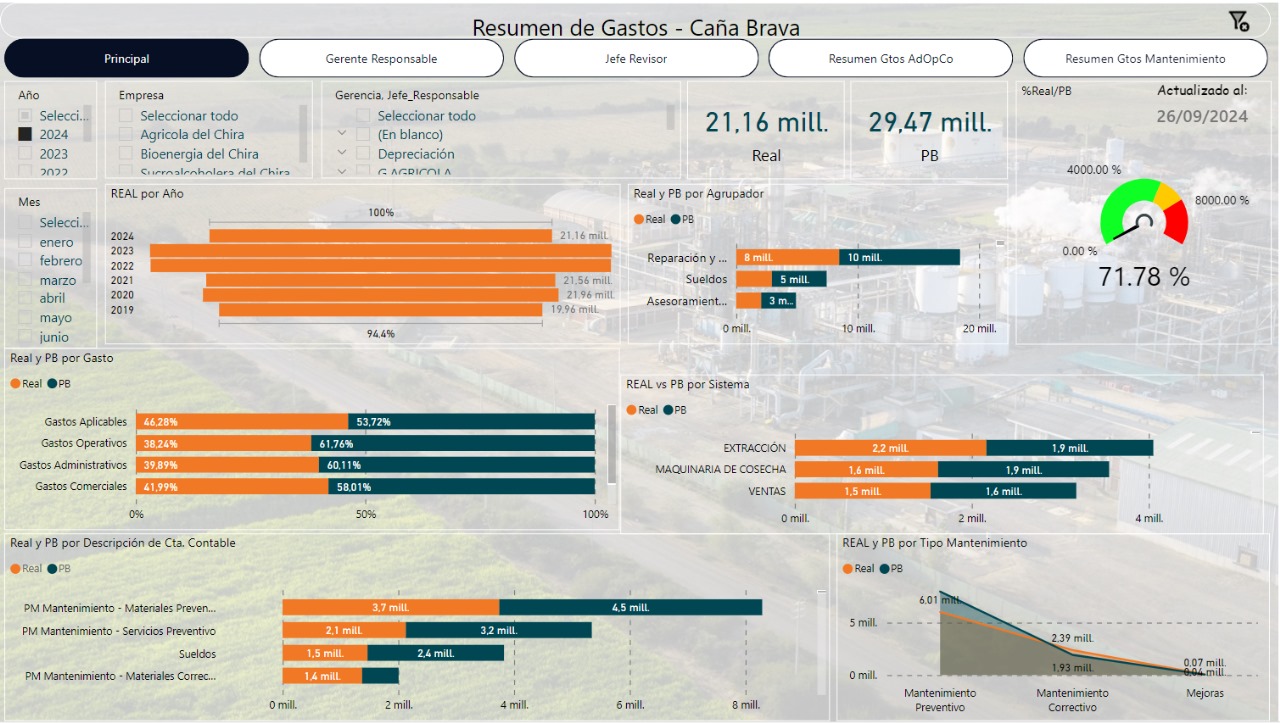 Resumen de Gastos - Caña Brava
Principal
Gerente Responsable
Jefe Revisor
Resumen Gtos AdOpCo
Resumen Gtos Mantenimiento
Año
Selecci...
2024
2023
2022
Empresa
Seleccionar todo
Agricola del Chira
Bioenergia del Chira
Sucroalcoholera del Chira
Gerencia, Jefe_Responsable
Seleccionar todo
(En blanco)
Depreciación
G.AGRICOLA
21,16 mill.
Real
29,47 mill.
PB
%Real/PB
Actualizado al:
26/09/2024
4000.00 %
8000.00 %
0.00 %
71.78 %
Mes
Selecci...
enero
febrero
marzo
abril
mayo
junio
REAL por Año
100%
2024 21,16 mill.
2023
2022
2021 21,56 mill.
2020 21,96 mill.
2019 19,96 mill.
94.4%
Real y PB por Agrupador
Real PB
Reparación y ... 8 mill. 10 mill.
Sueldos 5 mill.
Asesoramient... 3 m...
0 mill. 10 mill. 20 mill.
Real y PB por Gasto
Real PB
Gastos Aplicables 46,28% 53,72%
Gastos Operativos 38,24% 61,76%
Gastos Administrativos 39,89% 60,11%
Gastos Comerciales 41,99% 58,01%
0% 50% 100%
REAL vs PB por Sistema
Real PB
EXTRACCIÓN 2,2 mill. 1,9 mill.
MAQUINARIA DE COSECHA 1,6 mill. 1,9 mill.
VENTAS 1,5 mill. 1,6 mill.
0 mill. 2 mill. 4 mill.
Real y PB por Descripción de Cta. Contable
Real PB
PM Mantenimiento - Materiales Preven... 3,7 mill. 4,5 mill.
PM Mantenimiento - Servicios Preventivo 2,1 mill. 3,2 mill.
Sueldos 1,5 mill. 2,4 mill.
PM Mantenimiento - Materiales Correc... 1,4 mill.
0 mill. 2 mill. 4 mill. 6 mill. 8 mill.
REAL y PB por Tipo Mantenimiento
Real PB
6.01 mill.
5 mill.
2.39 mill.
1.93 mill.
0.07 mill.
0.04 mill.
0 mill.
Mantenimiento Preventivo
Mantenimiento Correctivo
Mejoras